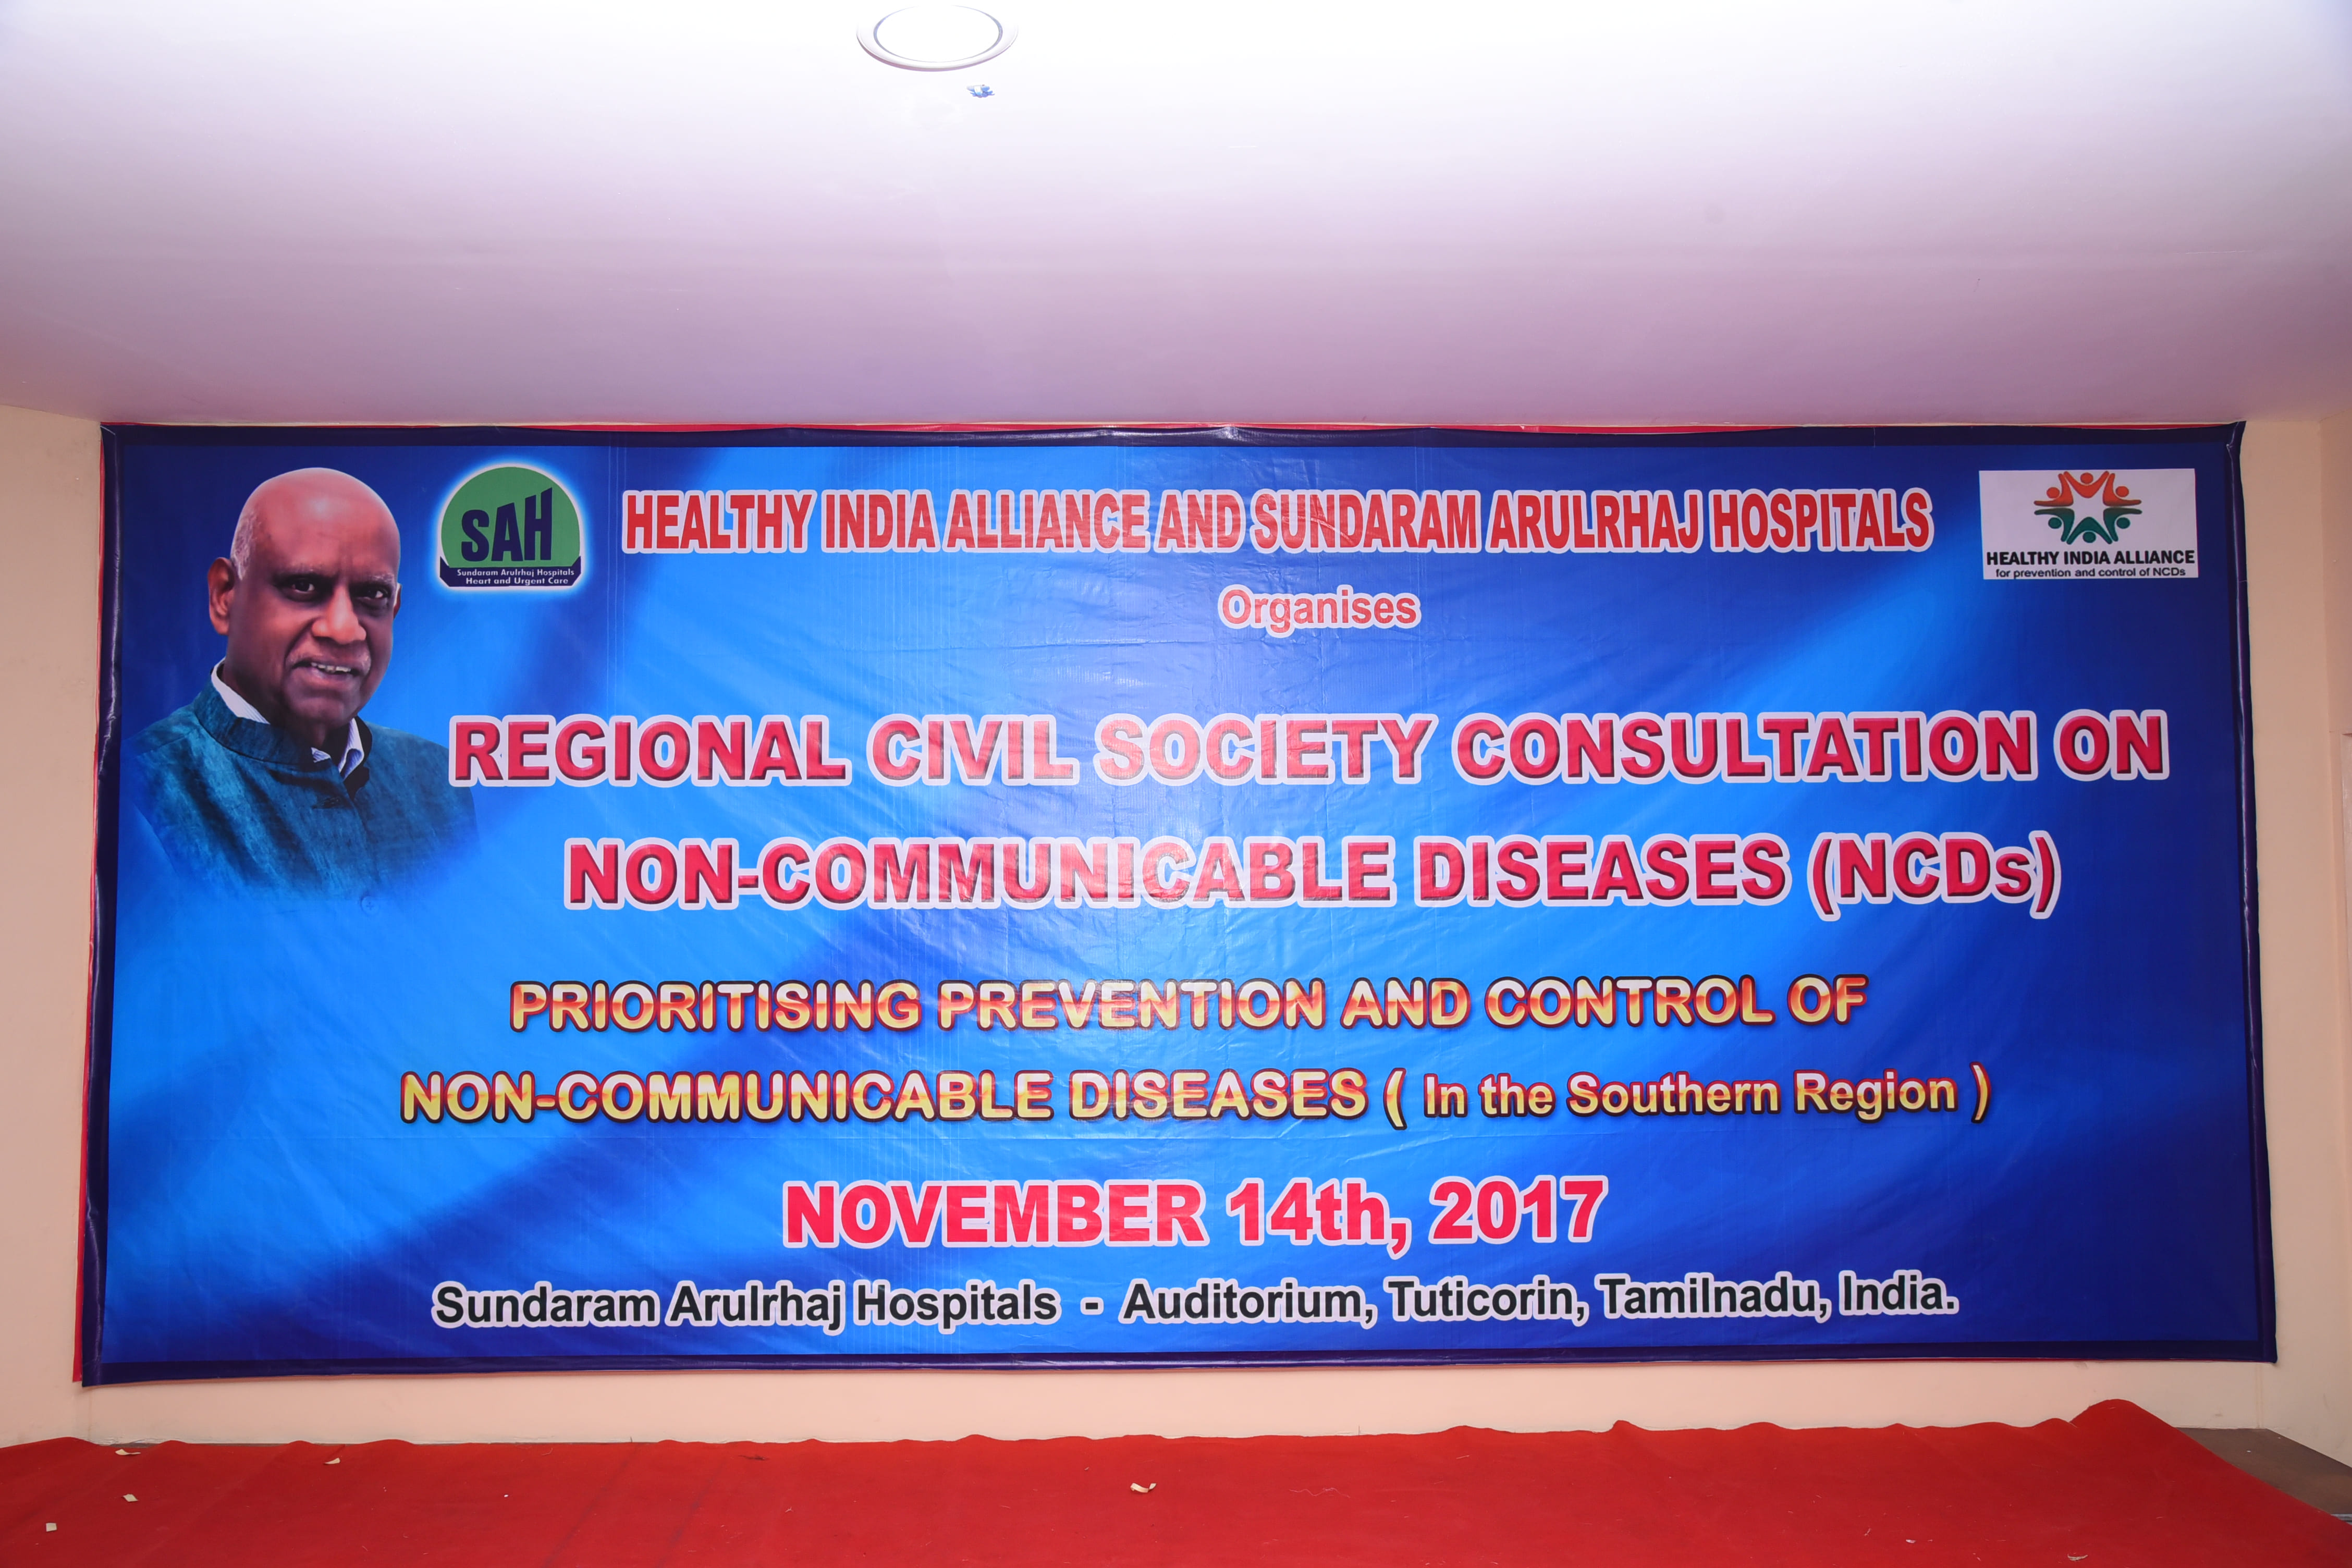 SAH
Sundaram Arulrhaj Hospitals
Heart and Urgent Care
HEALTHY INDIA ALLIANCE AND SUNDARAM ARULRHAJ HOSPITALS
HEALTHY INDIA ALLIANCE
for prevention and control of NCDs
Organises
REGIONAL CIVIL SOCIETY CONSULTATION ON
NON-COMMUNICABLE DISEASES (NCDs)
PRIORITISING PREVENTION AND CONTROL OF
NON-COMMUNICABLE DISEASES ( In the Southern Region )
NOVEMBER 14th, 2017
Sundaram Arulrhaj Hospitals - Auditorium, Tuticorin, Tamilnadu, India.